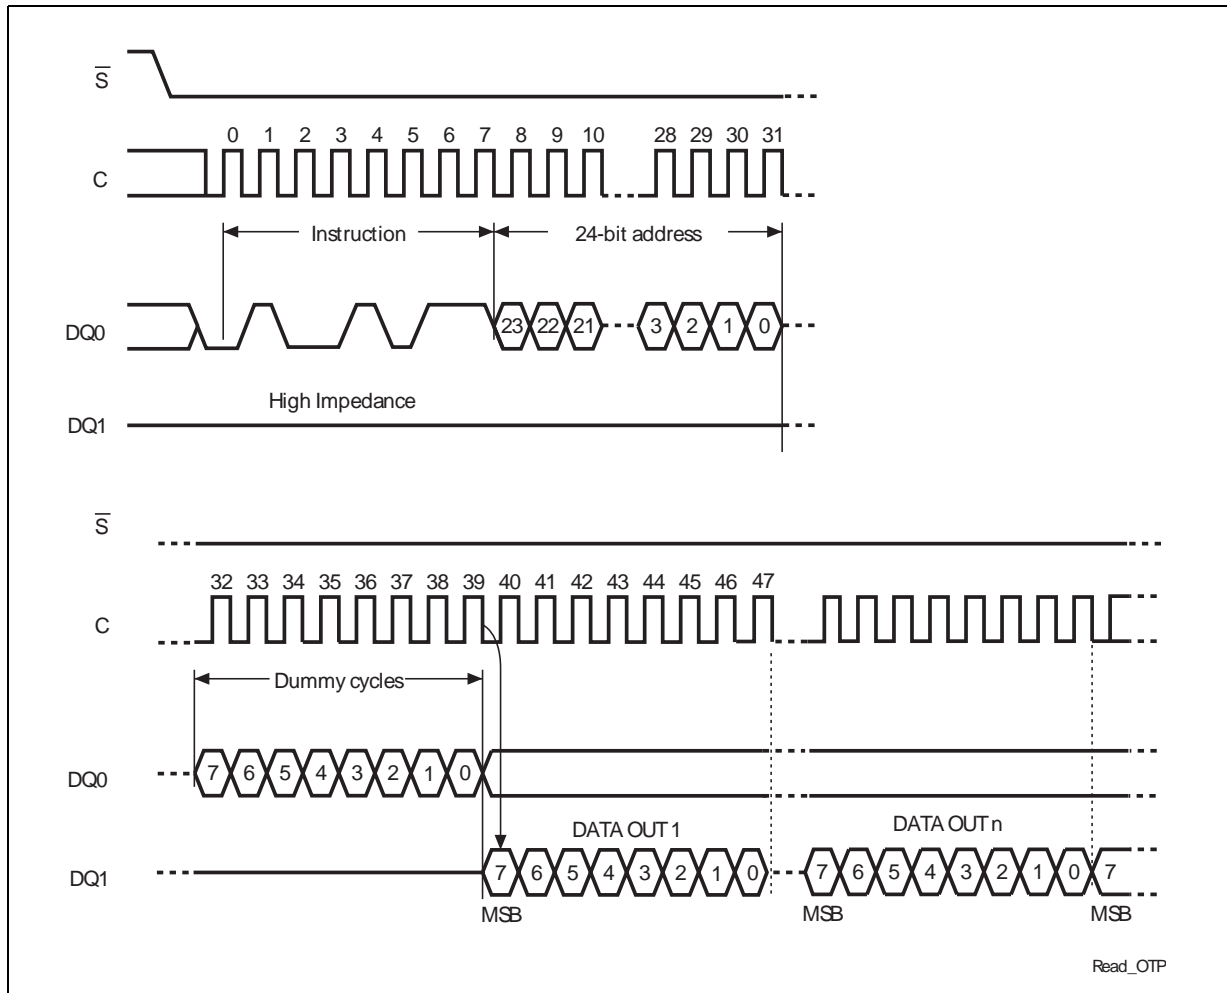 S
0 1 2 3 4 5 6 7 8 9 10 28 29 30 31
C
Instruction 24-bit address
DQ0 23 22 21 3 2 1 0
High Impedance
DQ1
S
32 33 34 35 36 37 38 39 40 41 42 43 44 45 46 47
C
Dummy cycles
DQ0 7 6 5 4 3 2 1 0
DATA OUT 1 DATA OUT n
DQ1 7 6 5 4 3 2 1 0 7 6 5 4 3 2 1 0 7
MSB MSB MSB
Read_OTP